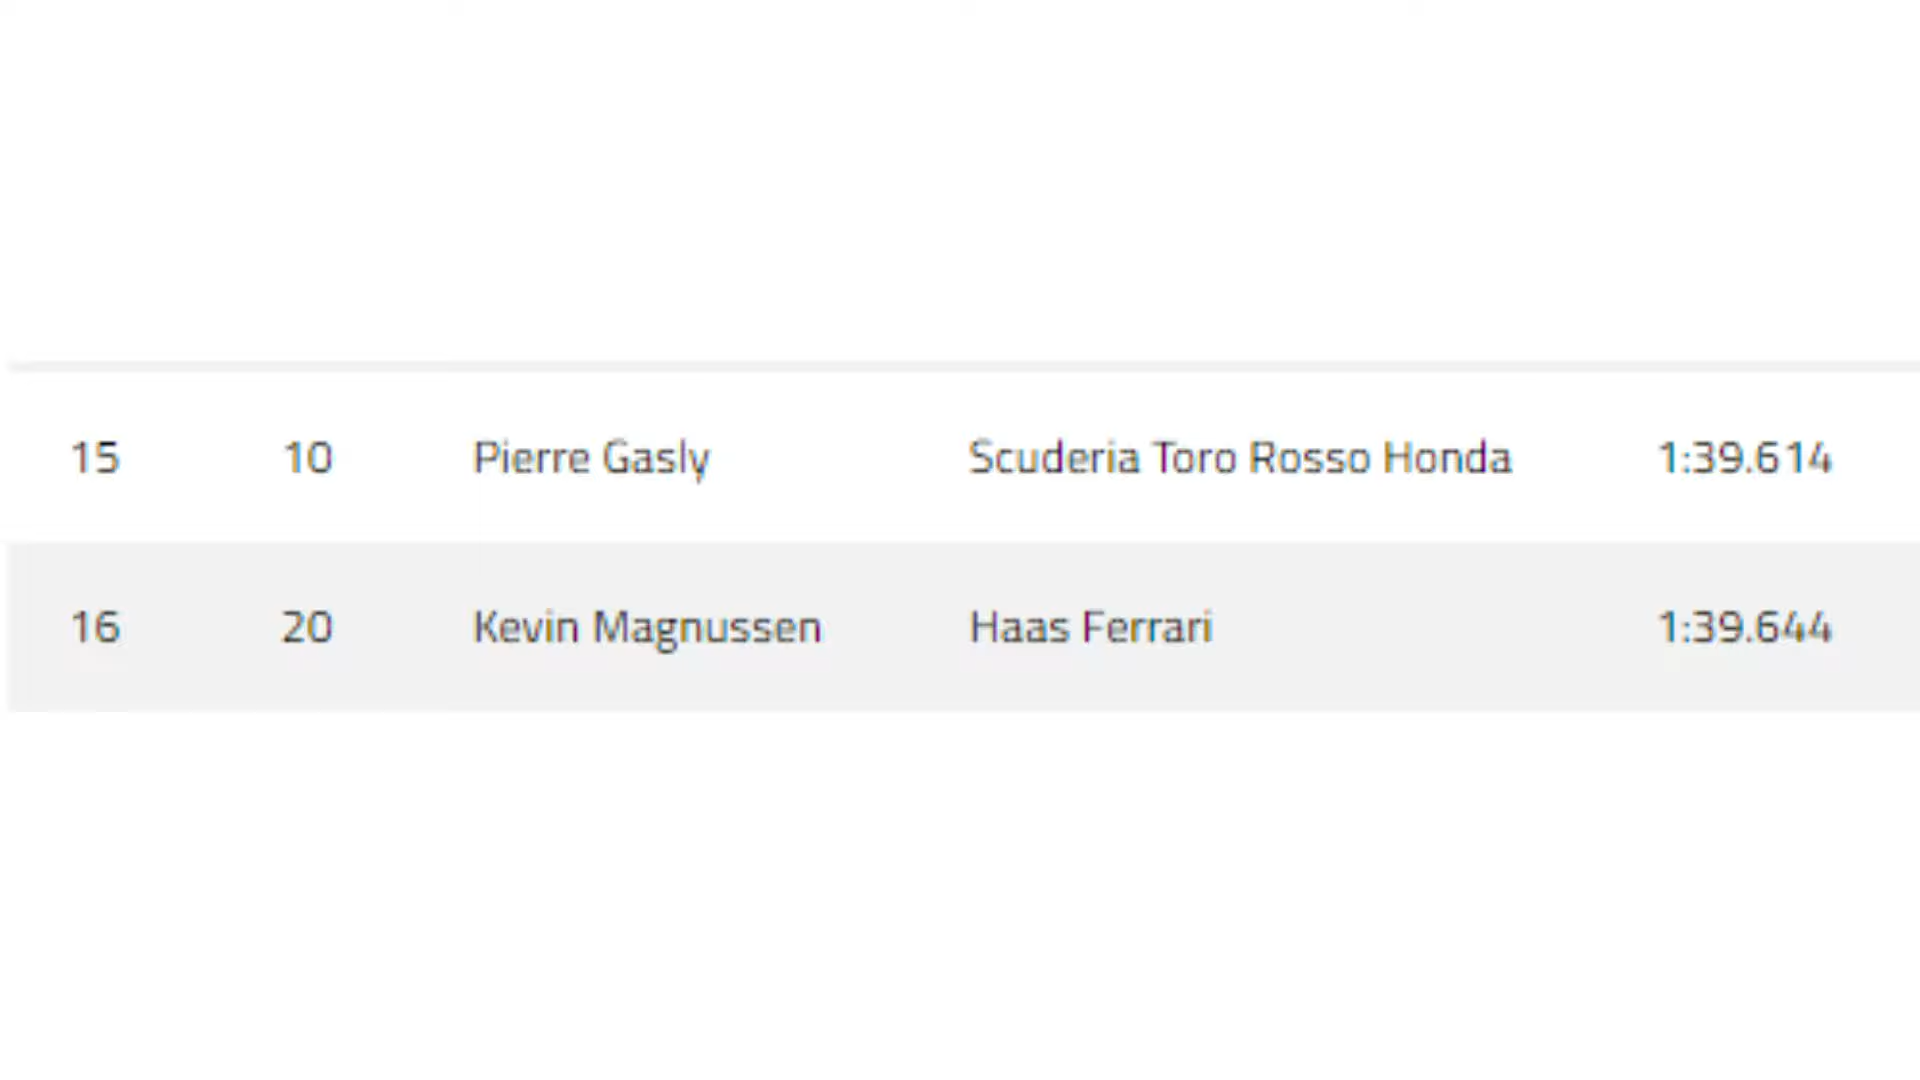 15 10 Pierre Gasly Scuderia Toro Rosso Honda 1:39.614
16 20 Kevin Magnussen Haas Ferrari 1:39.644